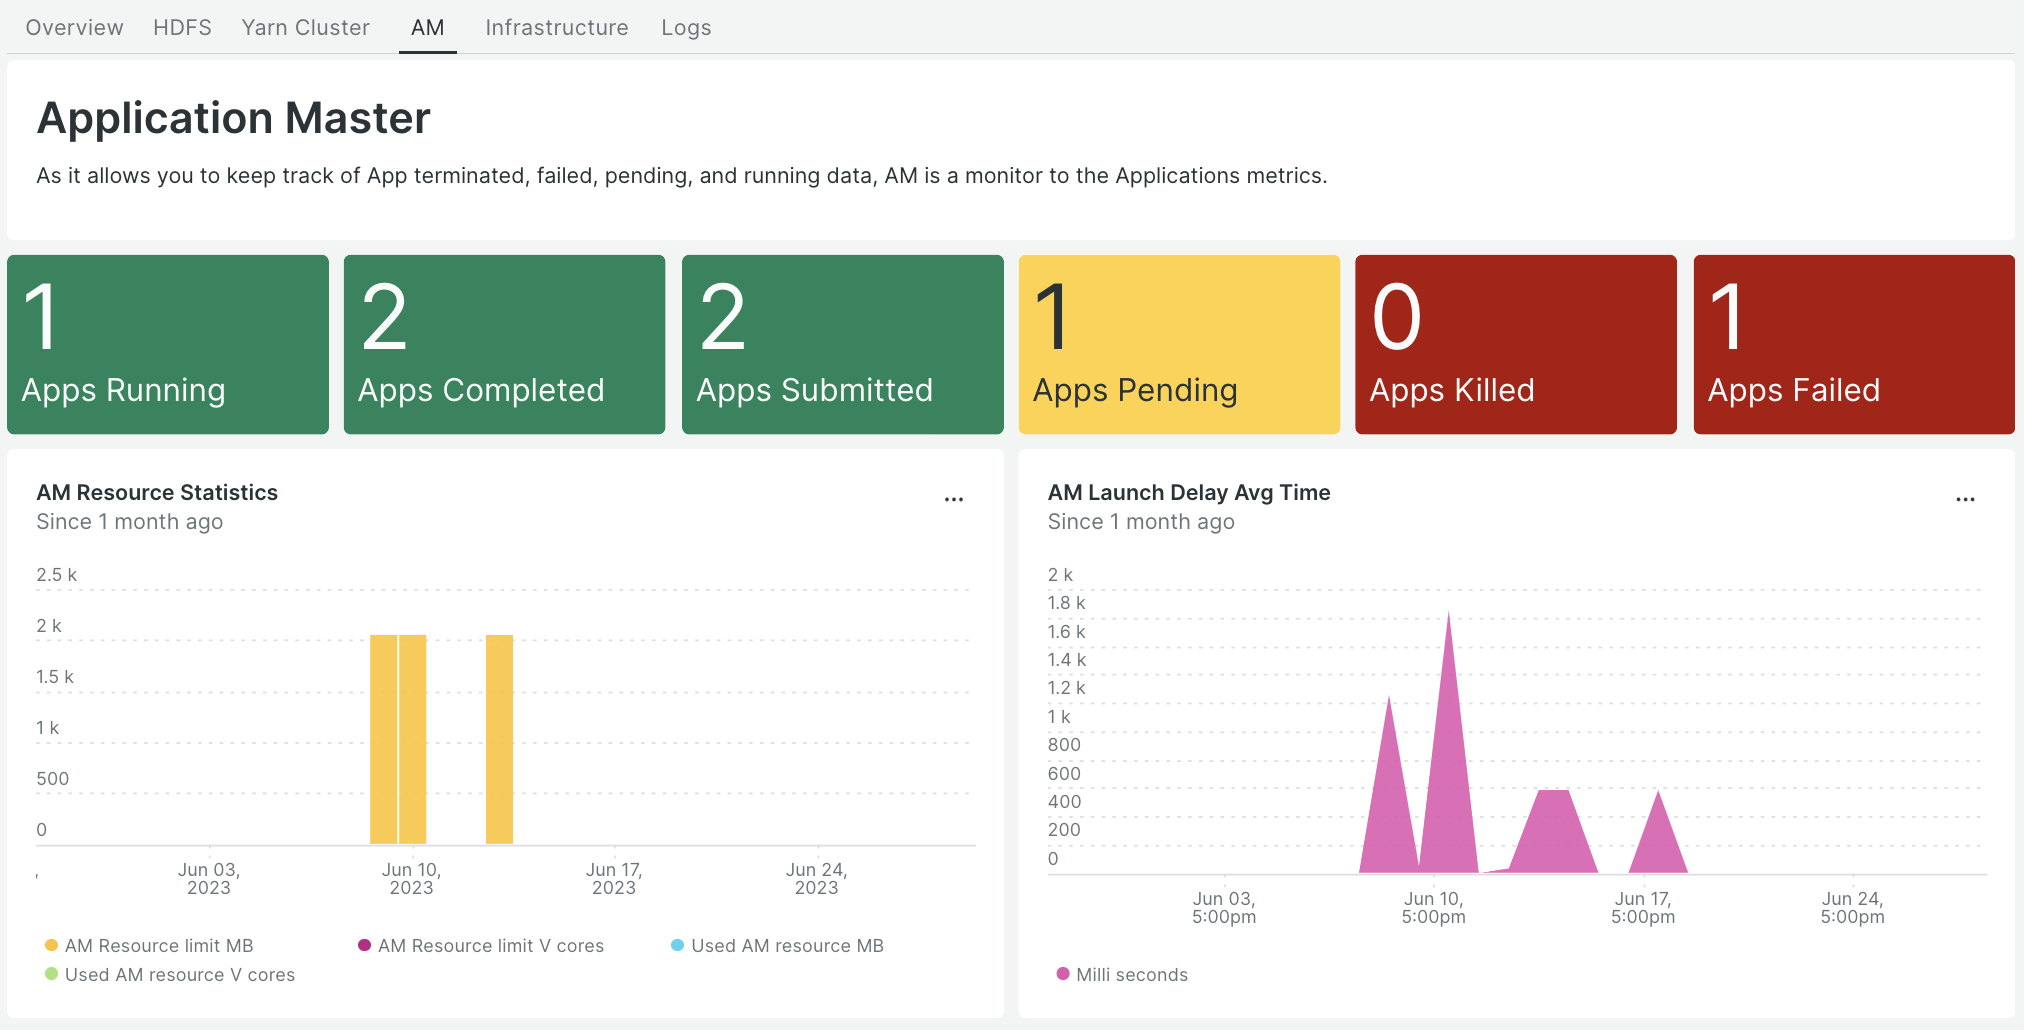 Overview HDFS Yarn Cluster AM Infrastructure Logs
Application Master
As it allows you to keep track of App terminated, failed, pending, and running data, AM is a monitor to the Applications metrics.
1
Apps Running
2
Apps Completed
2
Apps Submitted
1
Apps Pending
0
Apps Killed
1
Apps Failed
AM Resource Statistics
...
Since 1 month ago
2.5 k
2 k
1.5 k
1 k
500
0
,
Jun 03,
2023
Jun 10,
2023
Jun 17,
2023
Jun 24,
2023
AM Resource limit MB
AM Resource limit V cores
Used AM resource MB
Used AM resource V cores
AM Launch Delay Avg Time
...
Since 1 month ago
2 k
1.8 k
1.6 k
1.4 k
1.2 k
1 k
800
600
400
200
0
Jun 03,
5:00pm
Jun 10,
5:00pm
Jun 17,
5:00pm
Jun 24,
5:00pm
Milli seconds